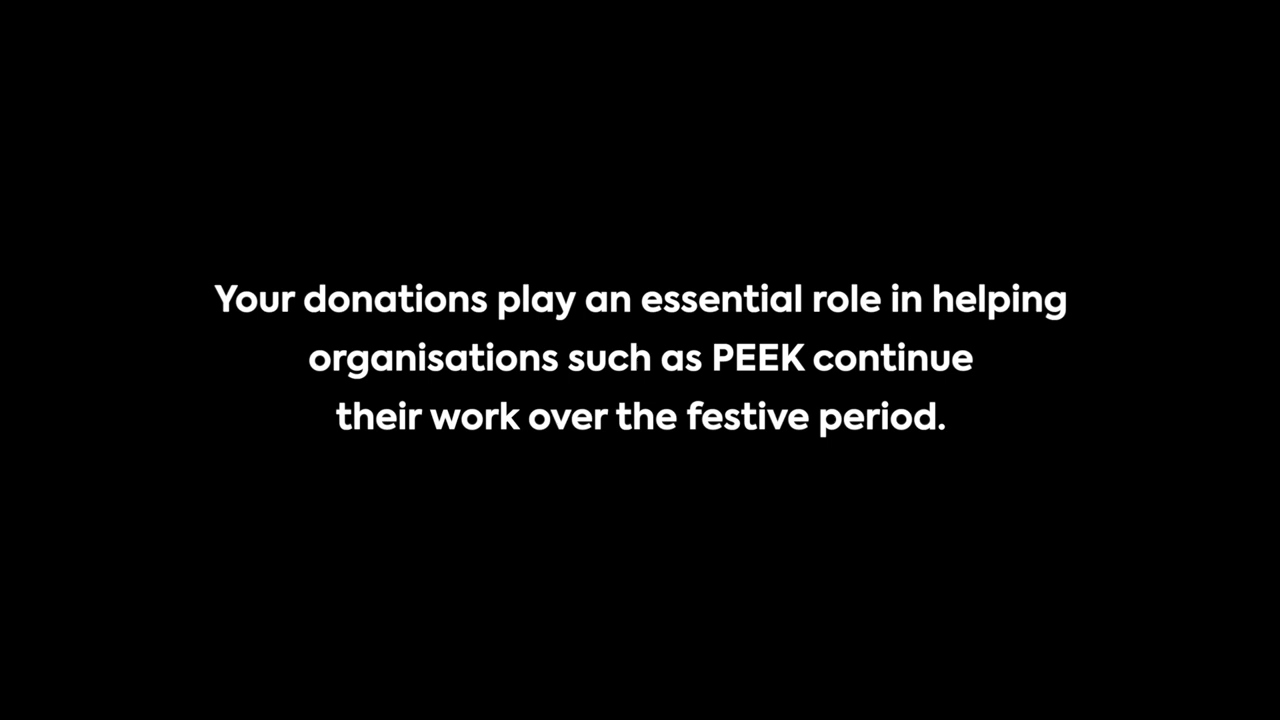 Your donations play an essential role in helping
organisations such as PEEK continue
their work over the festive period.